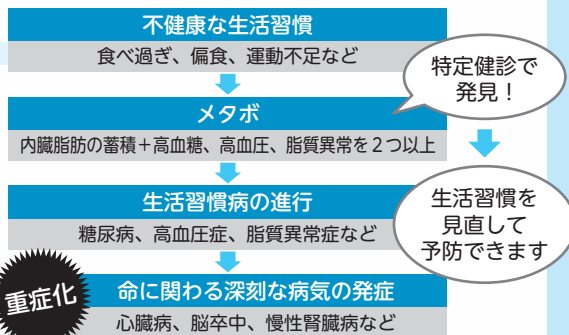 不健康な生活習慣
食べ過ぎ、偏食、運動不足など
特定健診で
発見！
メタボ
内臓脂肪の蓄積＋高血糖、高血圧、脂質異常を２つ以上
生活習慣病の進行
糖尿病、高血圧症、脂質異常症など
生活習慣を
見直して
予防できます
重症化
命に関わる深刻な病気の発症
心臓病、脳卒中、慢性腎臓病など